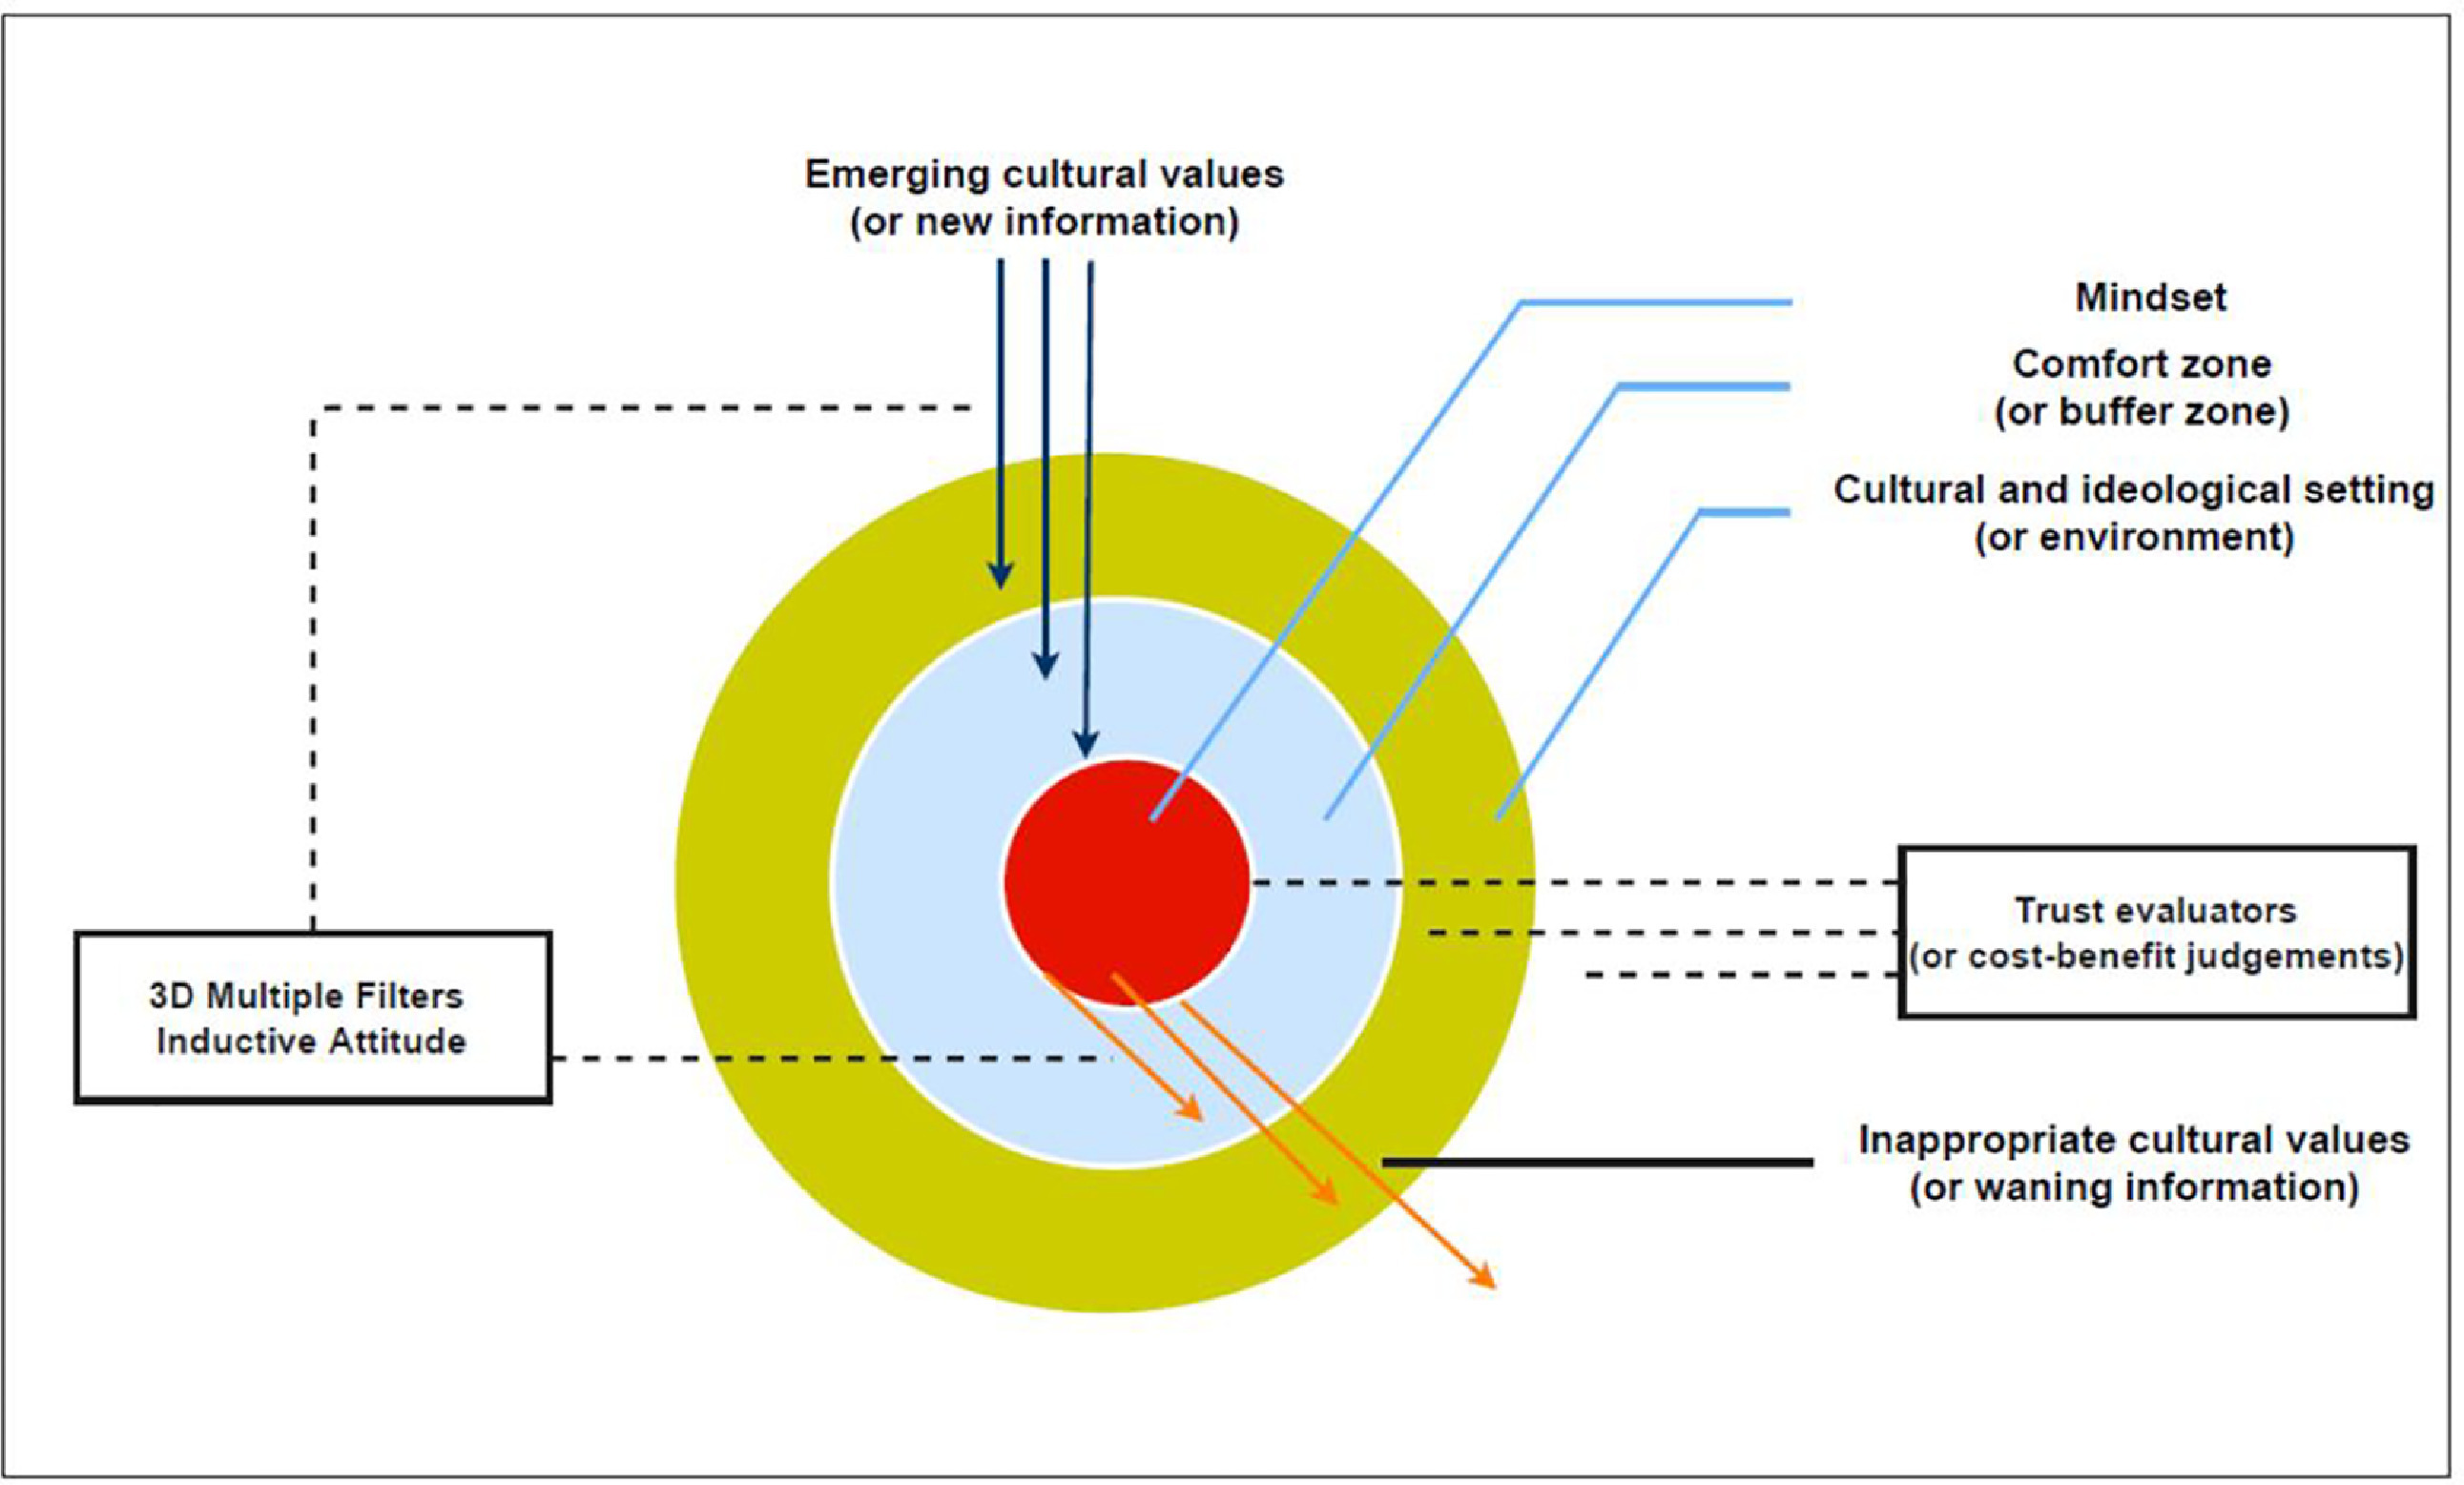 Emerging cultural values
(or new information)
Mindset
Comfort zone
(or buffer zone)
Cultural and ideological setting
(or environment)
Trust evaluators
(or cost-benefit judgements)
3D Multiple Filters
Inductive Attitude
Inappropriate cultural values
(or waning information)